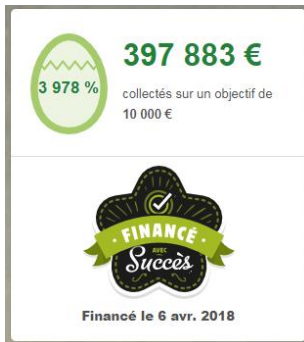 397 883 €
3 978 %
collectés sur un objectif de
10 000 €
FINANCÉ
AVEC
Succès
Financé le 6 avr. 2018